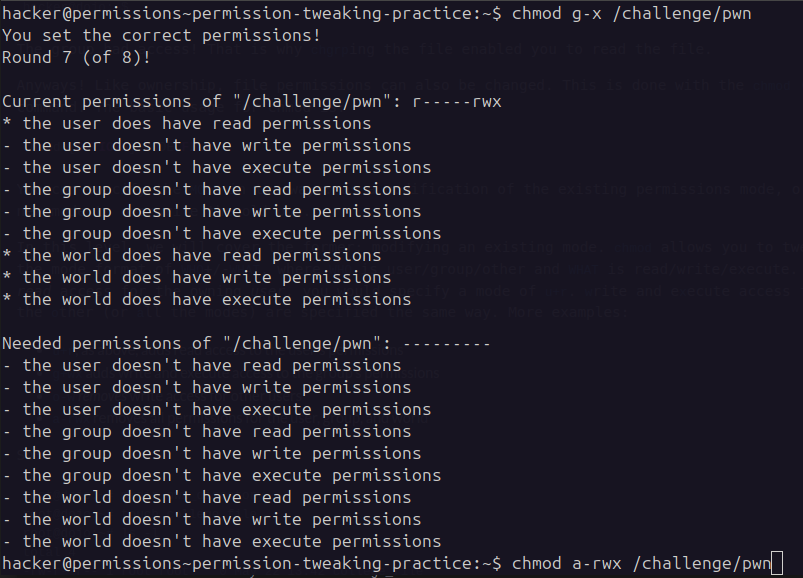 hacker@permissions~permission-tweaking-practice:~$ chmod g-x /challenge/pwn
You set the correct permissions!
Round 7 (of 8)!
Current permissions of "/challenge/pwn": r-----rwx
* the user does have read permissions
- the user doesn't have write permissions
- the user doesn't have execute permissions
- the group doesn't have read permissions
- the group doesn't have write permissions
- the group doesn't have execute permissions
* the world does have read permissions
* the world does have write permissions
* the world does have execute permissions
Needed permissions of "/challenge/pwn": ---------
- the user doesn't have read permissions
- the user doesn't have write permissions
- the user doesn't have execute permissions
- the group doesn't have read permissions
- the group doesn't have write permissions
- the group doesn't have execute permissions
- the world doesn't have read permissions
- the world doesn't have write permissions
- the world doesn't have execute permissions
hacker@permissions~permission-tweaking-practice:~$ chmod a-rwx /challenge/pwn